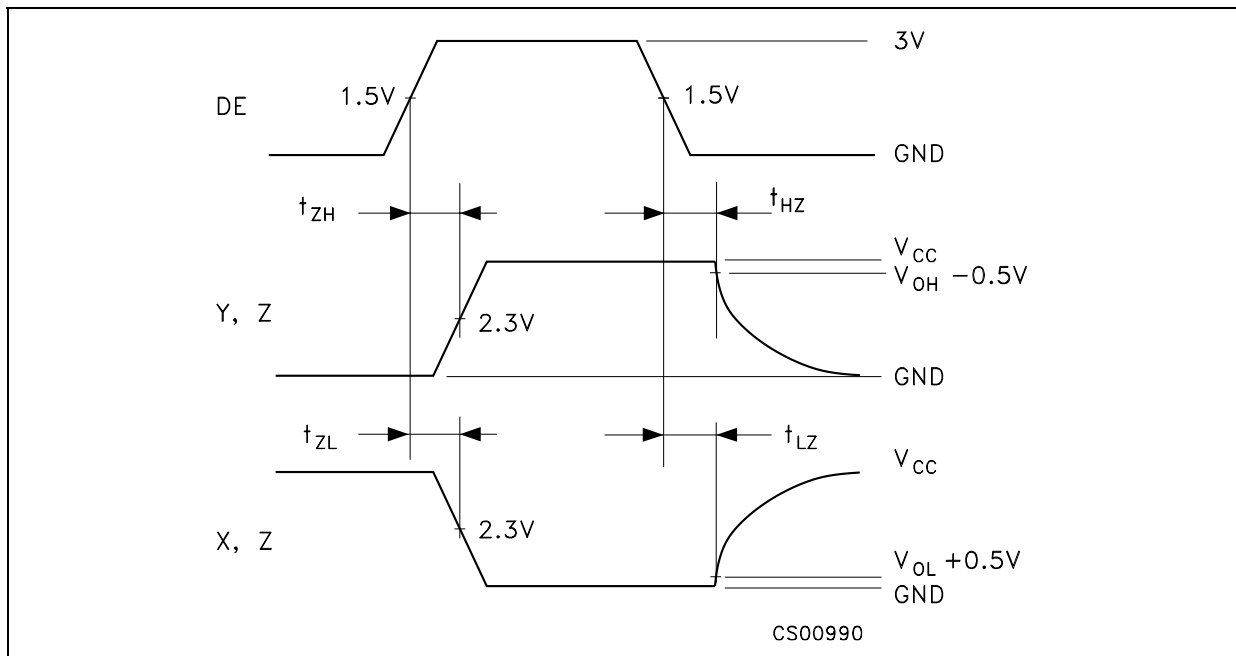 3V
DE
1.5V
1.5V
GND
tZH
tHZ
VCC
VOH −0.5V
Y, Z
2.3V
GND
tZL
tLZ
VCC
X, Z
2.3V
VOL +0.5V
GND
CS00990